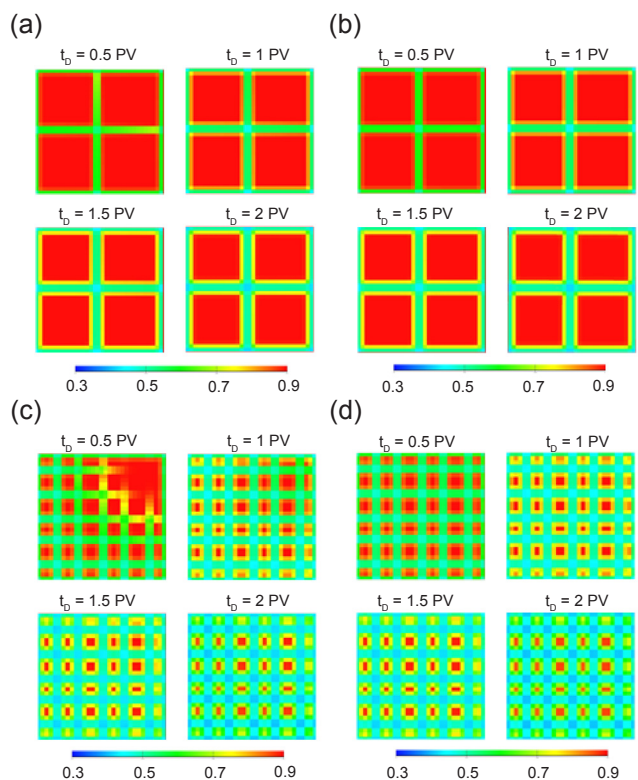 (a)
(b)
t_D = 0.5 PV
t_D = 1 PV
t_D = 0.5 PV
t_D = 1 PV
t_D = 1.5 PV
t_D = 2 PV
t_D = 1.5 PV
t_D = 2 PV
0.3
0.5
0.7
0.9
0.3
0.5
0.7
0.9
(c)
(d)
t_D = 0.5 PV
t_D = 1 PV
t_D = 0.5 PV
t_D = 1 PV
t_D = 1.5 PV
t_D = 2 PV
t_D = 1.5 PV
t_D = 2 PV
0.3
0.5
0.7
0.9
0.3
0.5
0.7
0.9